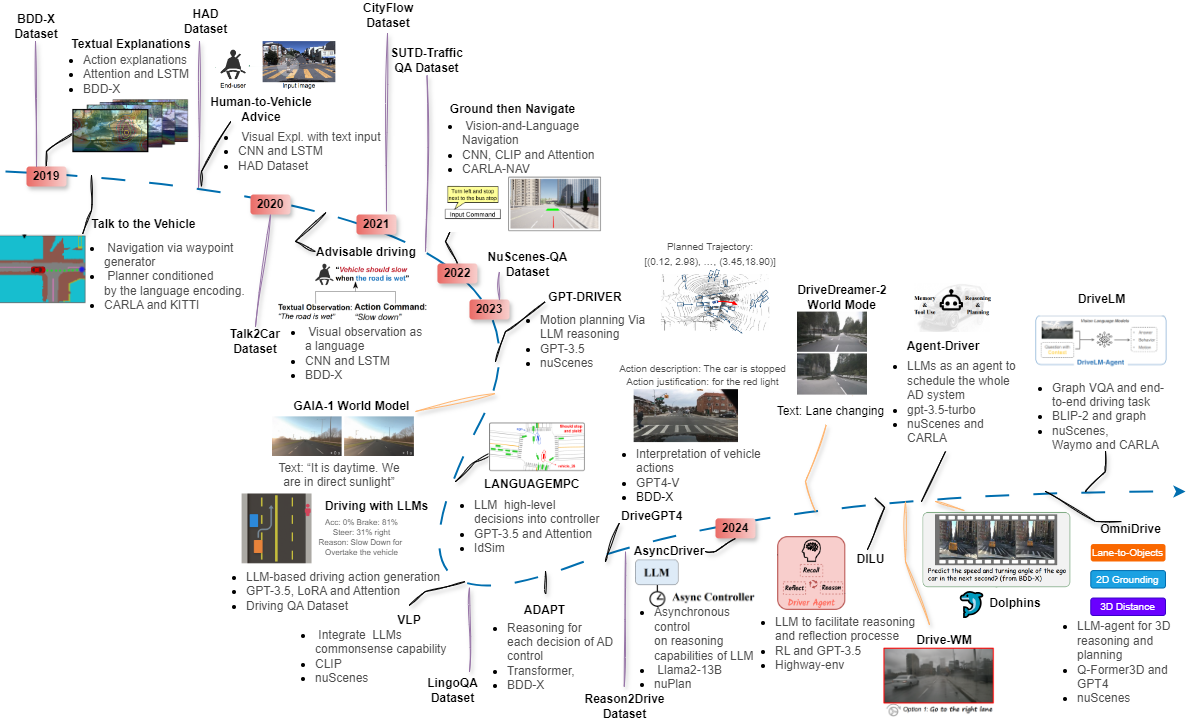 BDD-X
Dataset
Textual Explanations
• Action explanations
• Attention and LSTM
• BDD-X
2019
Talk to the Vehicle
• Navigation via waypoint
generator
• Planner conditioned
by the language encoding.
• CARLA and KITTI
HAD
Dataset
End-user
Input Image
Human-to-Vehicle
Advice
• Visual Expl. with text input
• CNN and LSTM
• HAD Dataset
2020
Talk2Car
Dataset
Advisable driving
"Vehicle should slow
when the road is wet"
Textual Observation:
"The road is wet"
Action Command:
"Slow down"
• Visual observation as
a language
• CNN and LSTM
• BDD-X
CityFlow
Dataset
2021
SUTD-Traffic
QA Dataset
Ground then Navigate
• Vision-and-Language
Navigation
• CNN, CLIP and Attention
• CARLA-NAV
Turn left and stop
next to the bus stop
Input Command
2022
NuScenes-QA
Dataset
2023
GPT-DRIVER
• Motion planning Via
LLM reasoning
• GPT-3.5
• nuScenes
Planned Trajectory:
[(0.12, 2.98), …, (3.45,18.90)]
GAIA-1 World Model
Text: "It is daytime. We
are in direct sunlight"
LANGUAGEMPC
• LLM high-level
decisions into controller
• GPT-3.5 and Attention
• IdSim
Driving with LLMs
Acc: 0% Brake: 81%
Steer: 31% right
Reason: Slow Down for
Overtake the vehicle
• LLM-based driving action generation
• GPT-3.5, LoRA and Attention
• Driving QA Dataset
VLP
• Integrate LLMs
commonsense capability
• CLIP
• nuScenes
LingoQA
Dataset
ADAPT
• Reasoning for
each decision of AD
control
• Transformer,
• BDD-X
Action description: The car is stopped
Action justification: for the red light
• Interpretation of vehicle
actions
• GPT4-V
• BDD-X
DriveGPT4
Reason2Drive
Dataset
2024
AsyncDriver
LLM
Async Controller
• Asynchronous
control
on reasoning
capabilities of LLM
• Llama2-13B
• nuPlan
DriveDreamer-2
World Mode
Text: Lane changing
DILU
Recall
Reflect
Reason
Driver Agent
• LLM to facilitate reasoning
and reflection processe
• RL and GPT-3.5
• Highway-env
Memory
& Tool Use
Reasoning
& Planning
Agent-Driver
• LLMs as an agent to
schedule the whole
AD system
• gpt-3.5-turbo
• nuScenes and
CARLA
Drive-WM
Option 1: Go to the right lane
Predict the speed and turning angle of the ego
car in the next second? (from BDD-X)
Dolphins
DriveLM
Vision Language Models
DriveLM-Agent
• Graph VQA and end-
to-end driving task
• BLIP-2 and graph
• nuScenes,
Waymo and CARLA
OmniDrive
Lane-to-Objects
2D Grounding
3D Distance
• LLM-agent for 3D
reasoning and
planning
• Q-Former3D and
GPT4
• nuScenes